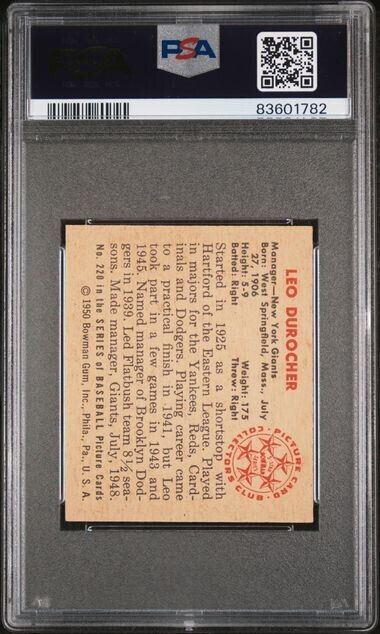 PSA
83601782
LEO DUROCHER
Manager—New York Giants
Born: West Springfield, Mass., July
27, 1906
Height: 5-9 Weight: 175
Batted: Right Threw: Right
Started in 1925 as a shortstop with
Hartford of the Eastern League. Played
in majors for the Yankees, Reds, Card-
inals and Dodgers. Playing career came
to a practical finish in 1941 but Leo
took part in a few games in 1943 and
1945. Named manager of Brooklyn Dod-
gers in 1939. Led Flatbush team 8½ sea-
sons. Made manager, Giants, July, 1948.
No. 220 in the SERIES of BASEBALL Picture Cards
©1950 Bowman Gum, Inc., Phila., Pa., U. S. A.
PICTURE CARD
COLLECTORS
CLUB